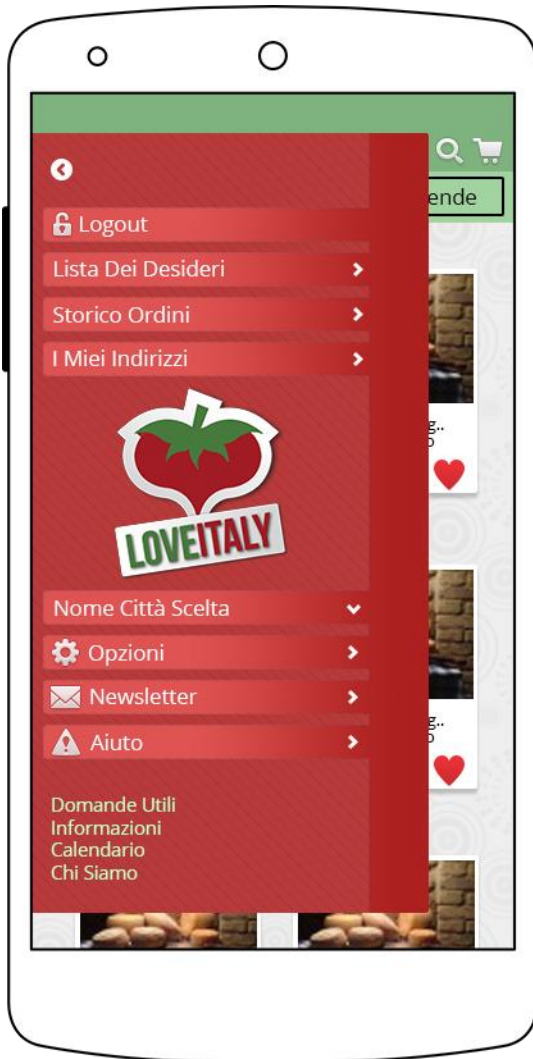 ende
Logout
Lista Dei Desideri
Storico Ordini
I Miei Indirizzi
g..
LOVEITALY
Nome Città Scelta
Opzioni
Newsletter
g..
Aiuto
Domande Utili
Informazioni
Calendario
Chi Siamo